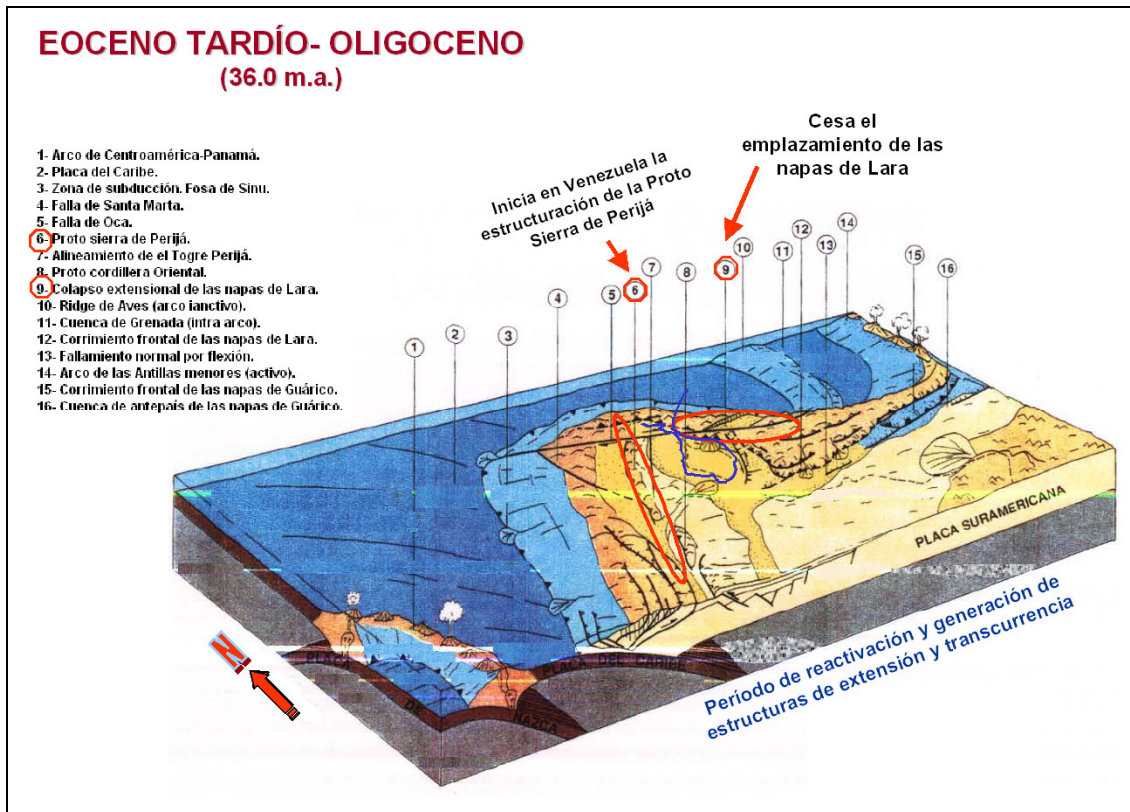 EOCENO TARDÍO- OLIGOCENO
(36.0 m.a.)
1- Arco de Centroamérica-Panamá.
2- Placa del Caribe.
3- Zona de subducción. Fosa de Sinu.
4- Falla de Santa Marta.
5- Falla de Oca.
6- Proto sierra de Perijá.
7- Alineamiento de el Togre Perijá.
8- Proto cordillera Oriental.
9- Colapso extensional de las napas de Lara.
10- Ridge de Aves (arco ianctivo).
11- Cuenca de Grenada (intra arco).
12- Corrimiento frontal de las napas de Lara.
13- Fallamiento normal por flexión.
14- Arco de las Antillas menores (activo).
15- Corrimiento frontal de las napas de Guárico.
16- Cuenca de antepaís de las napas de Guárico.
Inicia en Venezuela la
estructuración de la Proto
Sierra de Perijá
Cesa el
emplazamiento de las
napas de Lara
1
2
3
4
5
6
7
8
9
10
11
12
13
14
15
16
PLACA SURAMERICANA
PLACA DEL CARIBE
PLACA
DE
NAZCA
N
Período de reactivación y generación de
estructuras de extensión y transcurrencia